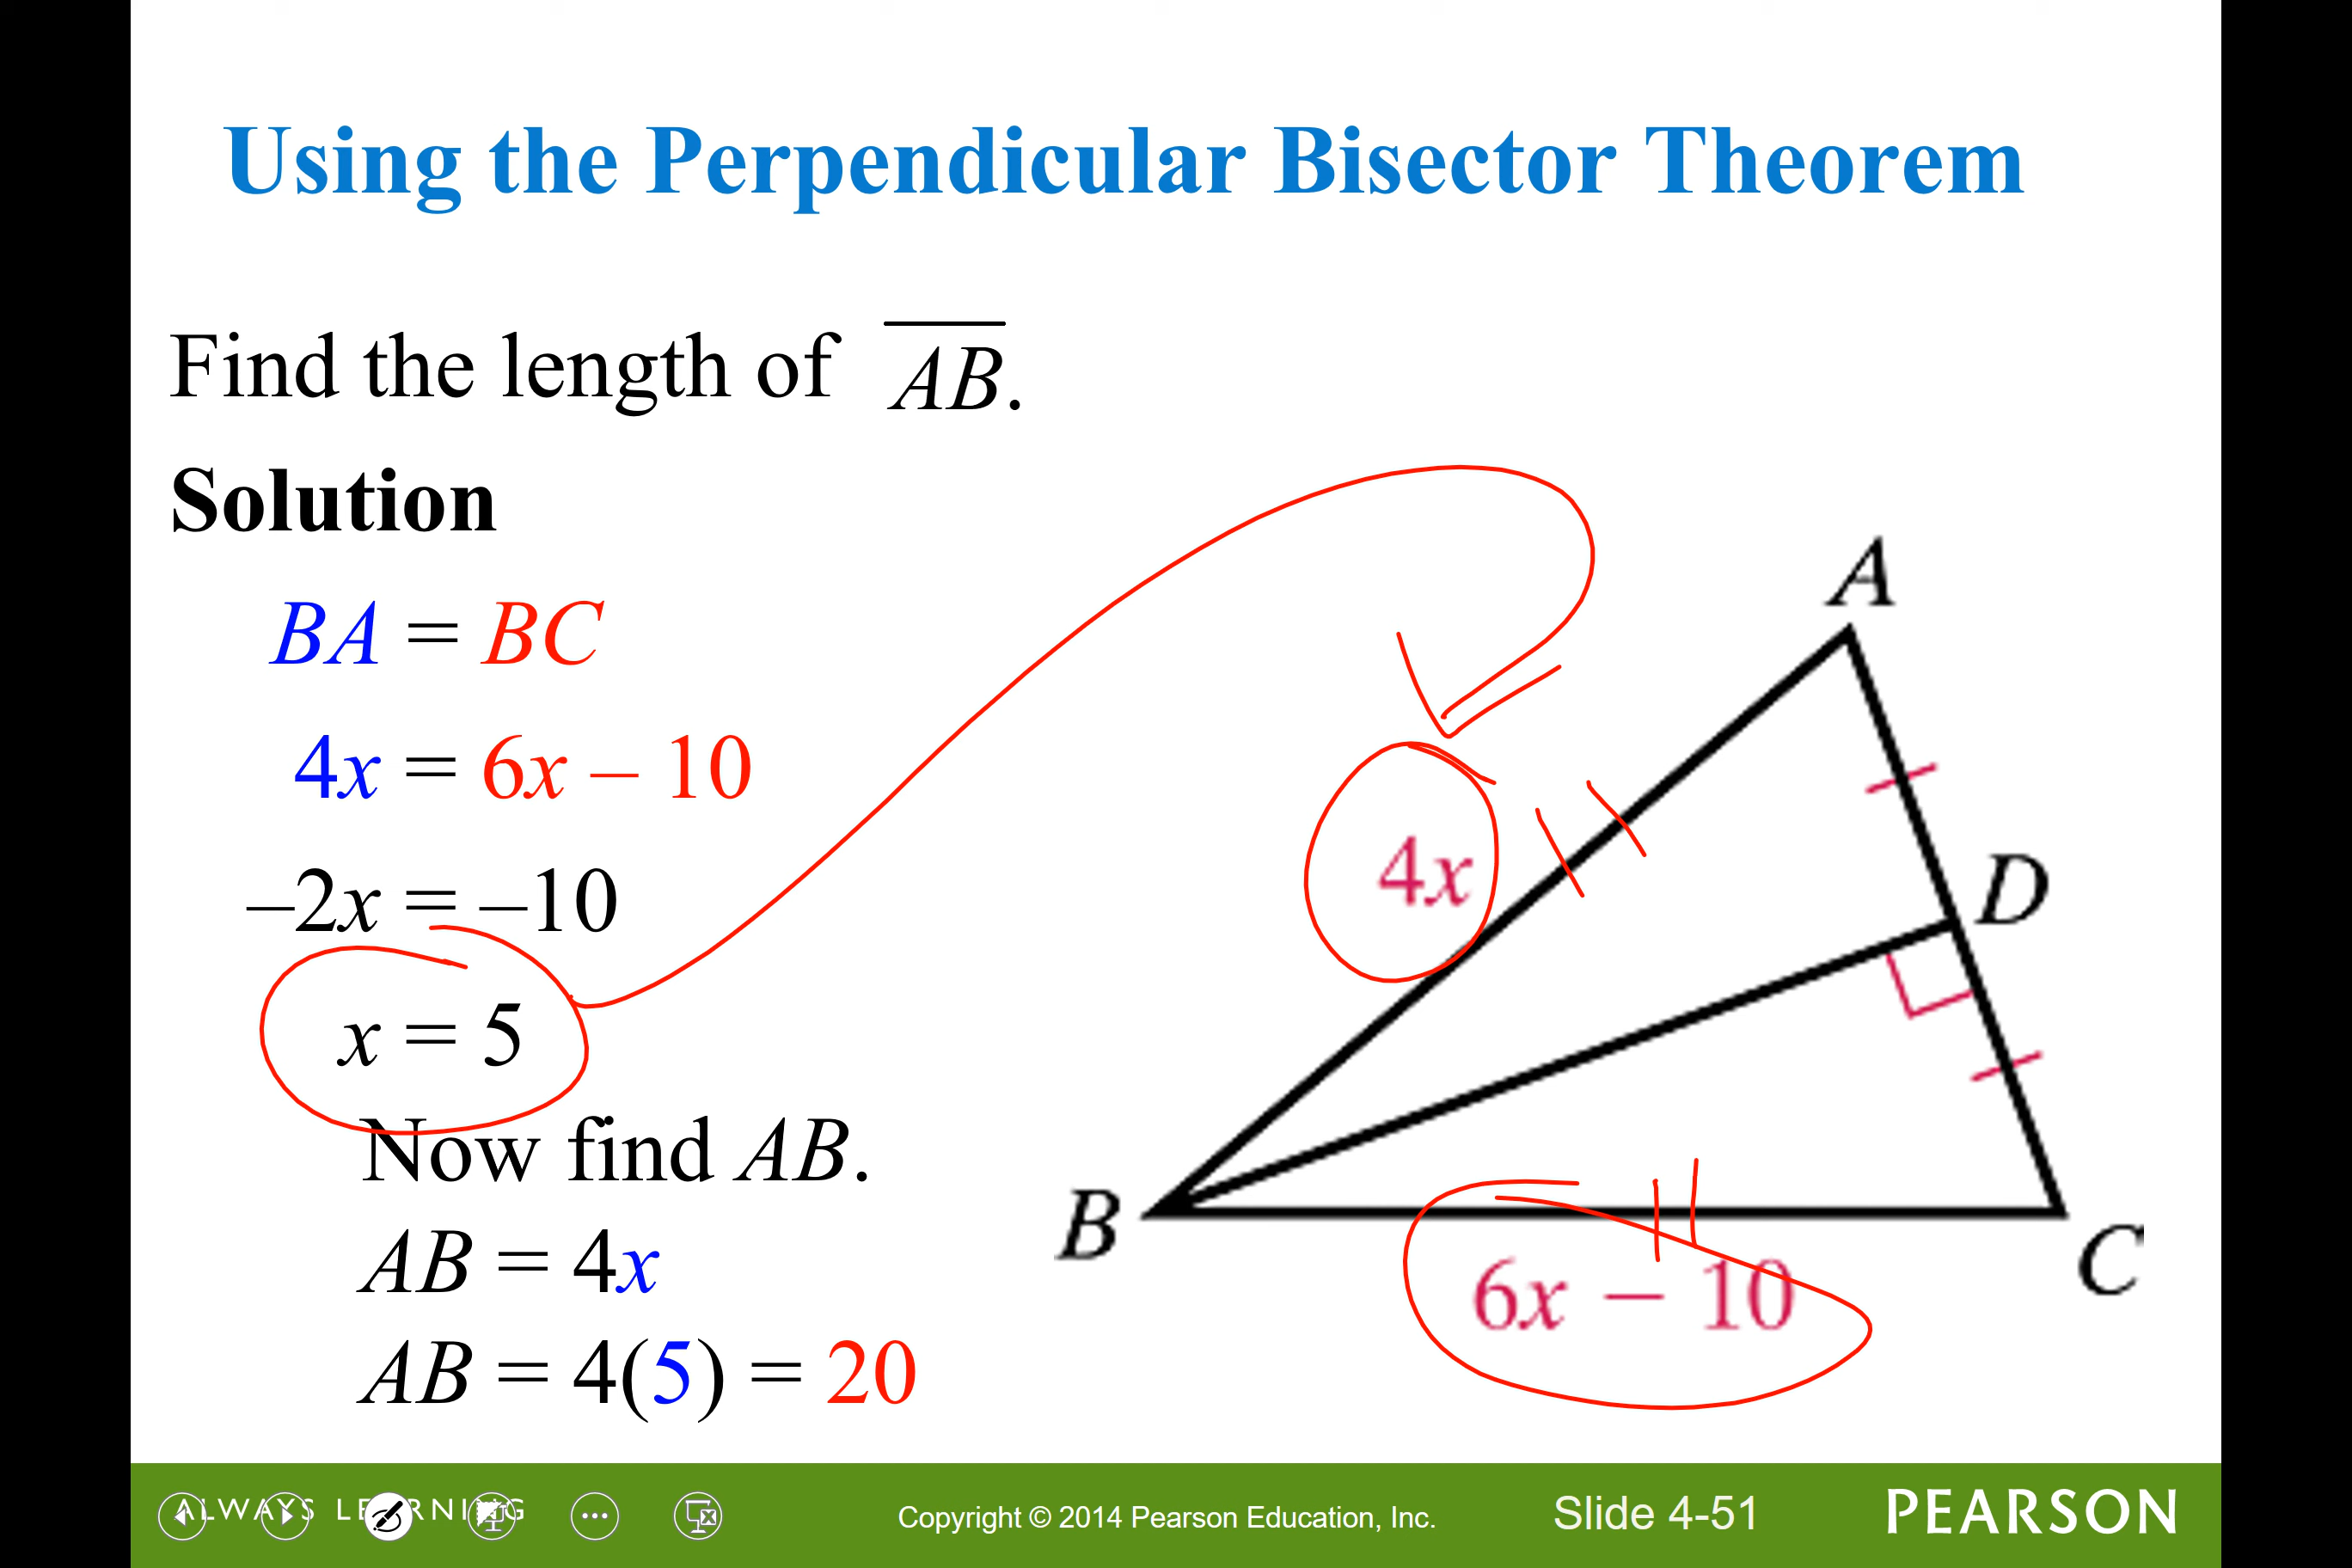 Using the Perpendicular Bisector Theorem
Find the length of AB.
Solution
BA = BC
4x = 6x – 10
–2x = –10
x = 5
Now find AB.
AB = 4x
AB = 4(5) = 20
A
4x
D
B
C
6x – 10
ALWAYS LEARNING
Copyright © 2014 Pearson Education, Inc.
Slide 4-51
PEARSON